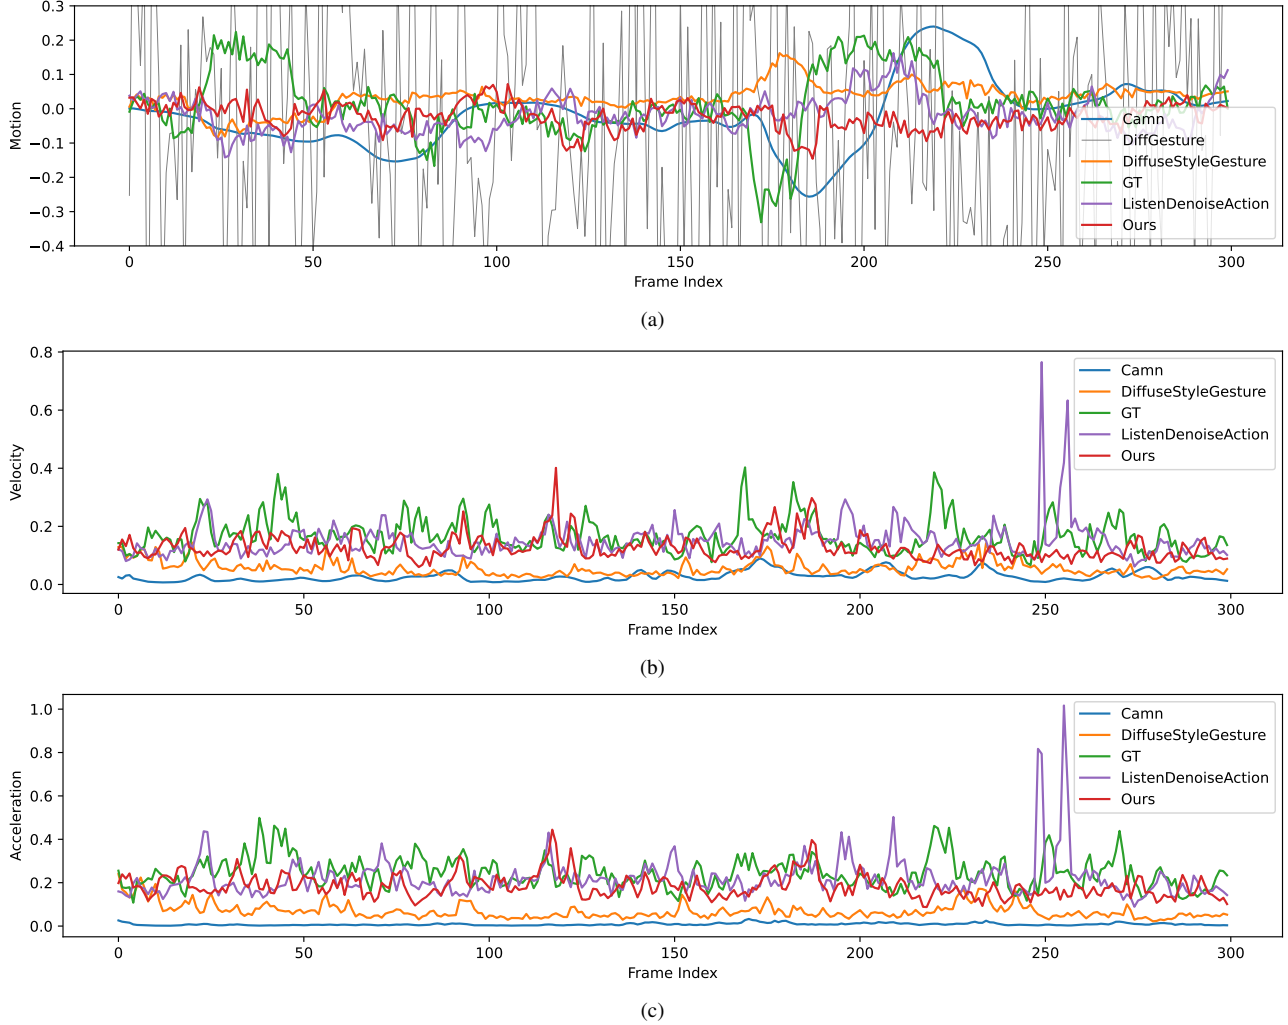 0.3
0.2
0.1
0.0
−0.1
−0.2
−0.3
−0.4
Motion
Camn
DiffGesture
DiffuseStyleGesture
GT
ListenDenoiseAction
Ours
0 50 100 150 200 250 300
Frame Index
(a)
0.8
0.6
0.4
0.2
0.0
Velocity
Camn
DiffuseStyleGesture
GT
ListenDenoiseAction
Ours
0 50 100 150 200 250 300
Frame Index
(b)
1.0
0.8
0.6
0.4
0.2
0.0
Acceleration
Camn
DiffuseStyleGesture
GT
ListenDenoiseAction
Ours
0 50 100 150 200 250 300
Frame Index
(c)